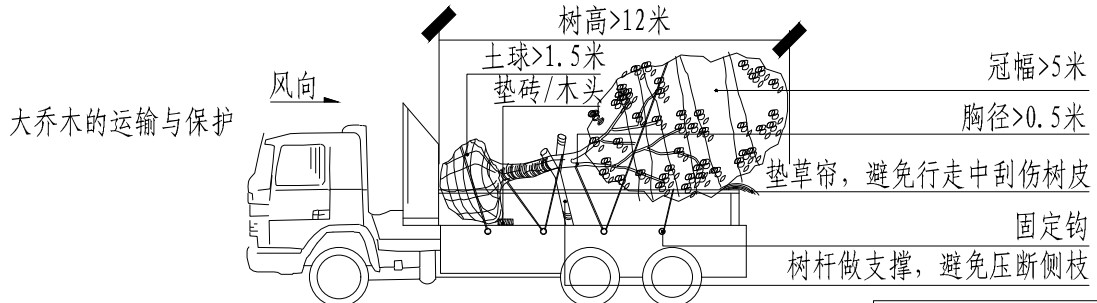 树高>12米
土球>1.5米
垫砖/木头
冠幅>5米
风向
大乔木的运输与保护
胸径>0.5米
垫草帘，避免行走中刮伤树皮
固定钩
树杆做支撑，避免压断侧枝